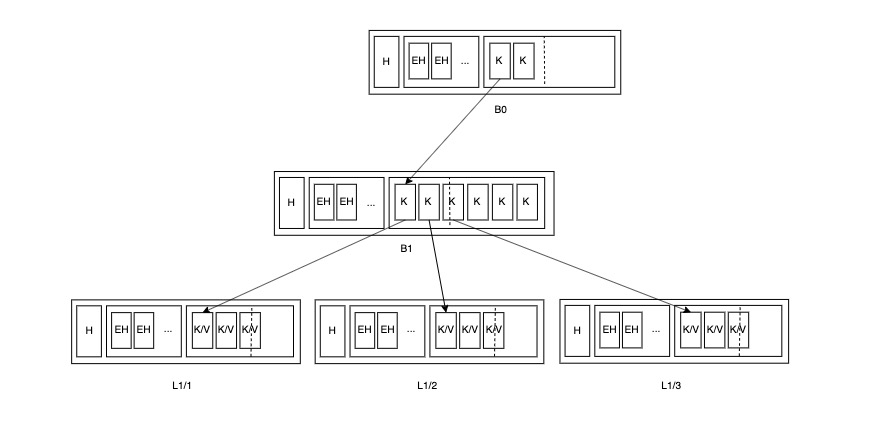 H EH EH ... K K
B0
H EH EH ... K K K K K K
B1
H EH EH ... K/V K/V K/V H EH EH ... K/V K/V K/V H EH EH ... K/V K/V K/V
L1/1 L1/2 L1/3